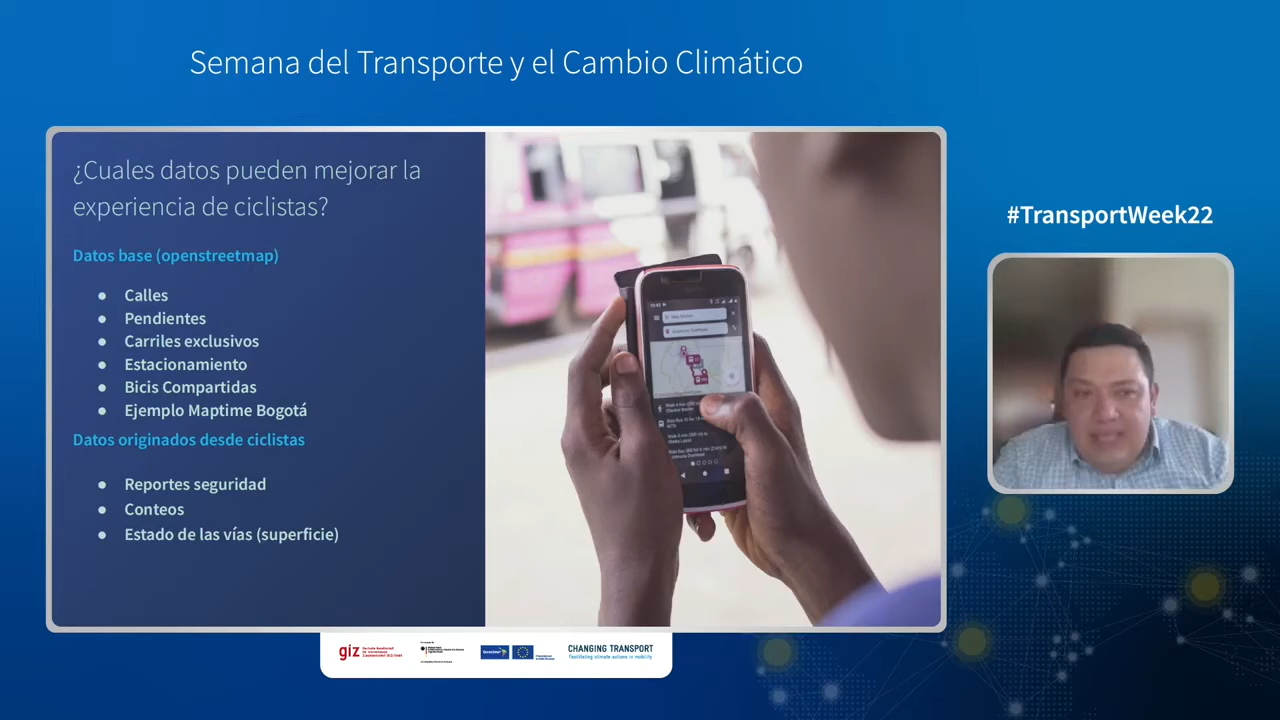 Semana del Transporte y el Cambio Climático
¿Cuales datos pueden mejorar la
experiencia de ciclistas?
Datos base (openstreetmap)
● Calles
● Pendientes
● Carriles exclusivos
● Estacionamiento
● Bicis Compartidas
● Ejemplo Maptime Bogotá
Datos originados desde ciclistas
● Reportes seguridad
● Conteos
● Estado de las vías (superficie)
#TransportWeek22
giz
CHANGING TRANSPORT
Facilitating climate actions in mobility